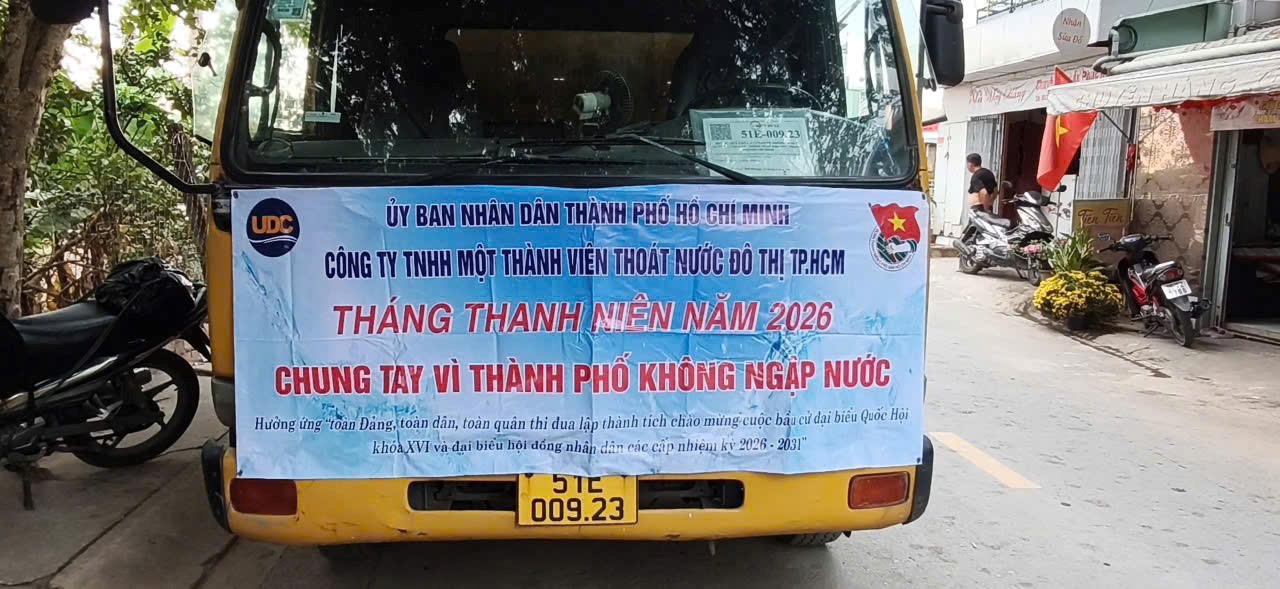 UDC
ỦY BAN NHÂN DÂN THÀNH PHỐ HỒ CHÍ MINH
CÔNG TY TNHH MỘT THÀNH VIÊN THOÁT NƯỚC ĐÔ THỊ TP.HCM
THÁNG THANH NIÊN NĂM 2026
CHUNG TAY VÌ THÀNH PHỐ KHÔNG NGẬP NƯỚC
Hưởng ứng "toàn Đảng, toàn dân, toàn quân thi đua lập thành tích chào mừng cuộc bầu cử đại biểu Quốc Hội
khóa XVI và đại biểu hội đồng nhân dân các cấp nhiệm kỳ 2026 - 2031"
51E
009.23
51E-009.23
Nhận
Sửa Đồ